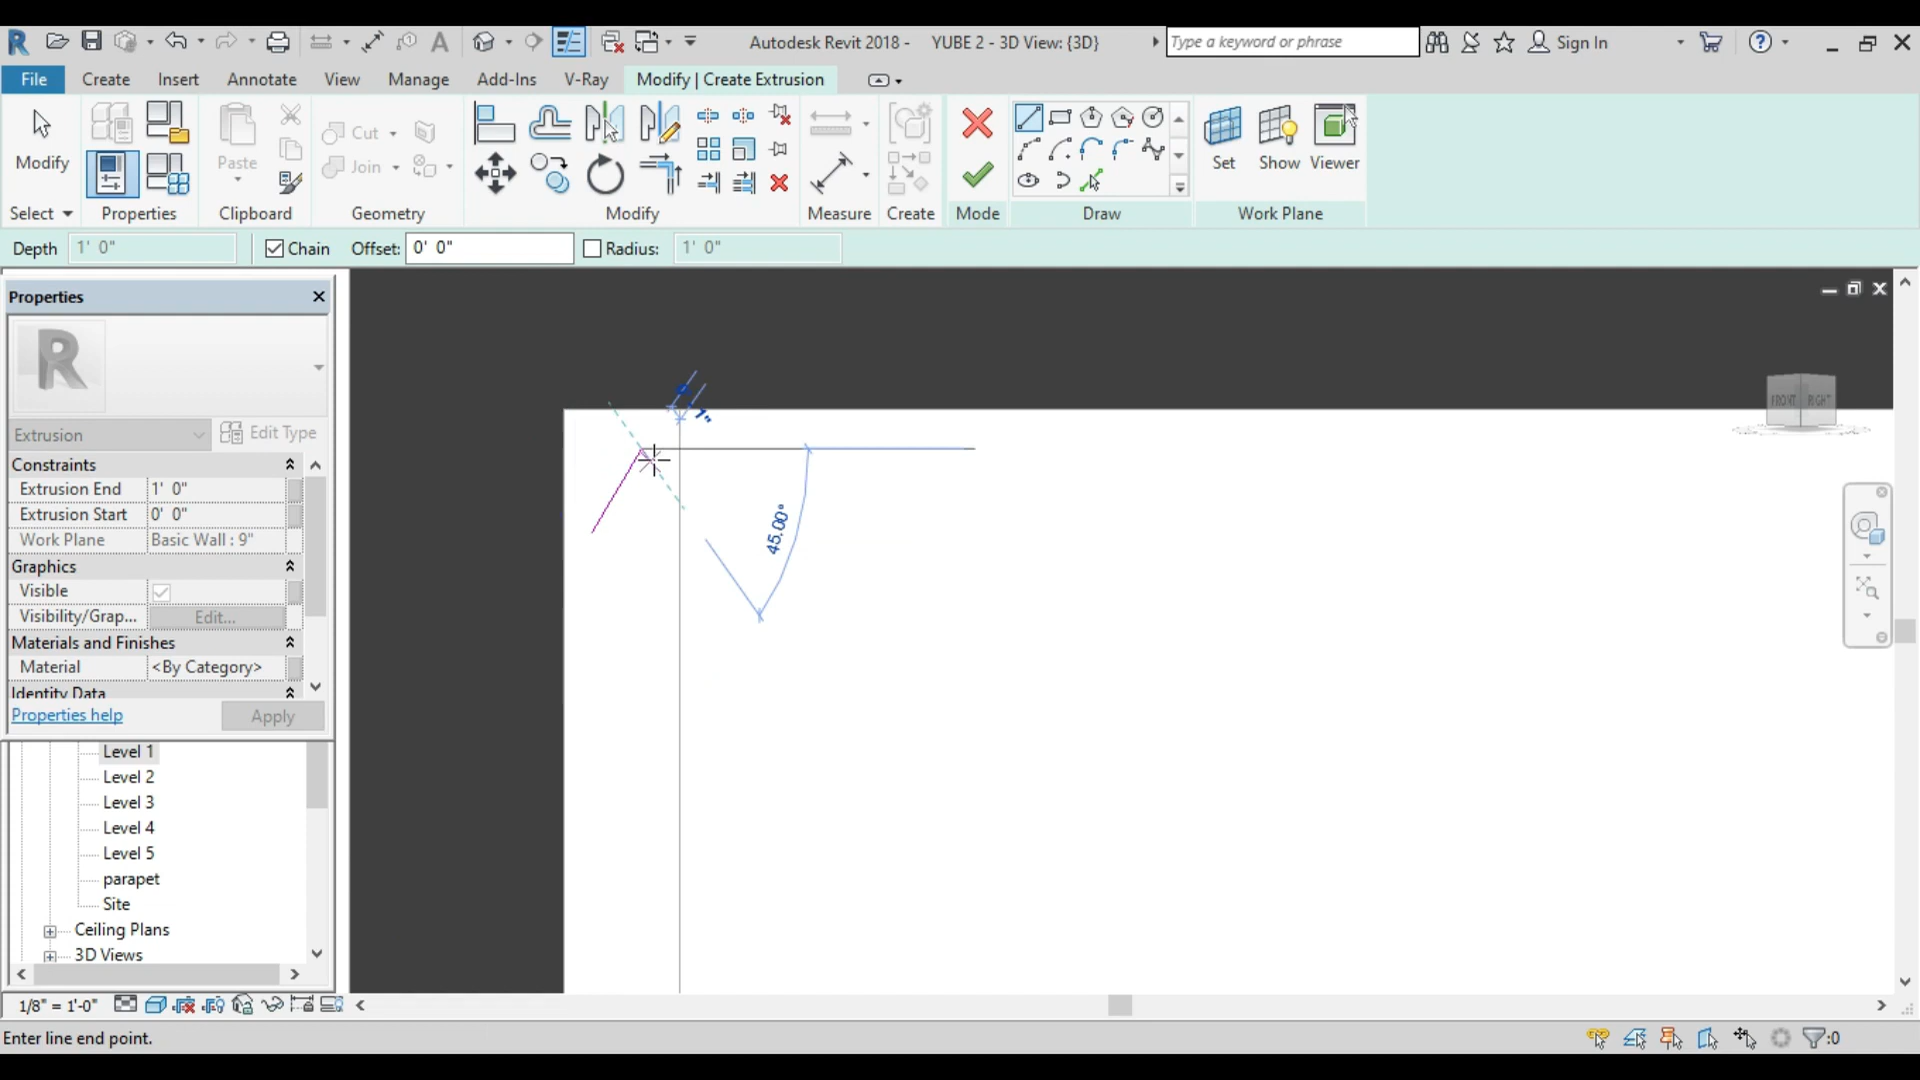 Autodesk Revit 2018 - YUBE 2 - 3D View: {3D}
Type a keyword or phrase
Sign In
File Create Insert Annotate View Manage Add-Ins V-Ray Modify | Create Extrusion
Modify
Paste
Cut
Join
Set Show Viewer
Select Properties Clipboard Geometry Modify Measure Create Mode Draw Work Plane
Depth 1' 0" Chain Offset: 0' 0" Radius: 1' 0"
Properties
R
Extrusion Edit Type
Constraints
Extrusion End 1' 0"
Extrusion Start 0' 0"
Work Plane Basic Wall : 9"
Graphics
Visible
Visibility/Grap... Edit...
Materials and Finishes
Material <By Category>
Identity Data
Properties help Apply
Level 1
Level 2
Level 3
Level 4
Level 5
parapet
Site
Ceiling Plans
3D Views
1"
45.00°
FRONT RIGHT
1/8" = 1'-0"
Enter line end point.
:0